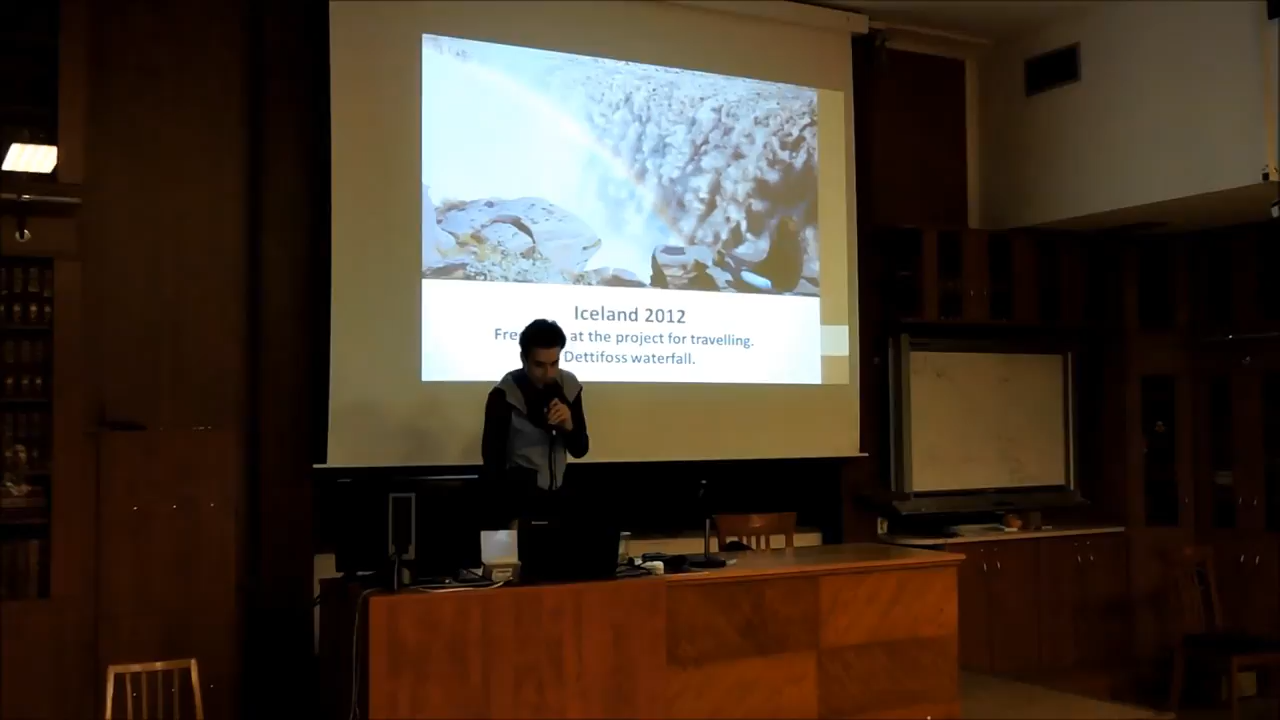 Iceland 2012
at the project for travelling.
Dettifoss waterfall.